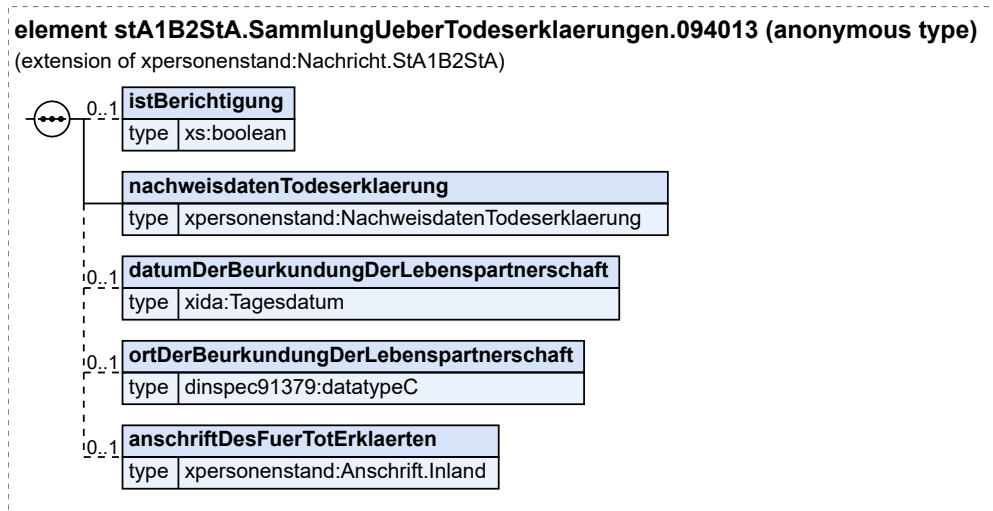 element stA1B2StA.SammlungUeberTodeserklaerungen.094013 (anonymous type)
(extension of xpersonenstand:Nachricht.StA1B2StA)
0..1 istBerichtigung
type xs:boolean
nachweisdatenTodeserklaerung
type xpersonenstand:NachweisdatenTodeserklaerung
0..1 datumDerBeurkundungDerLebenspartnerschaft
type xida:Tagesdatum
0..1 ortDerBeurkundungDerLebenspartnerschaft
type dinspec91379:datatypeC
0..1 anschriftDesFuerTotErklaerten
type xpersonenstand:Anschrift.Inland